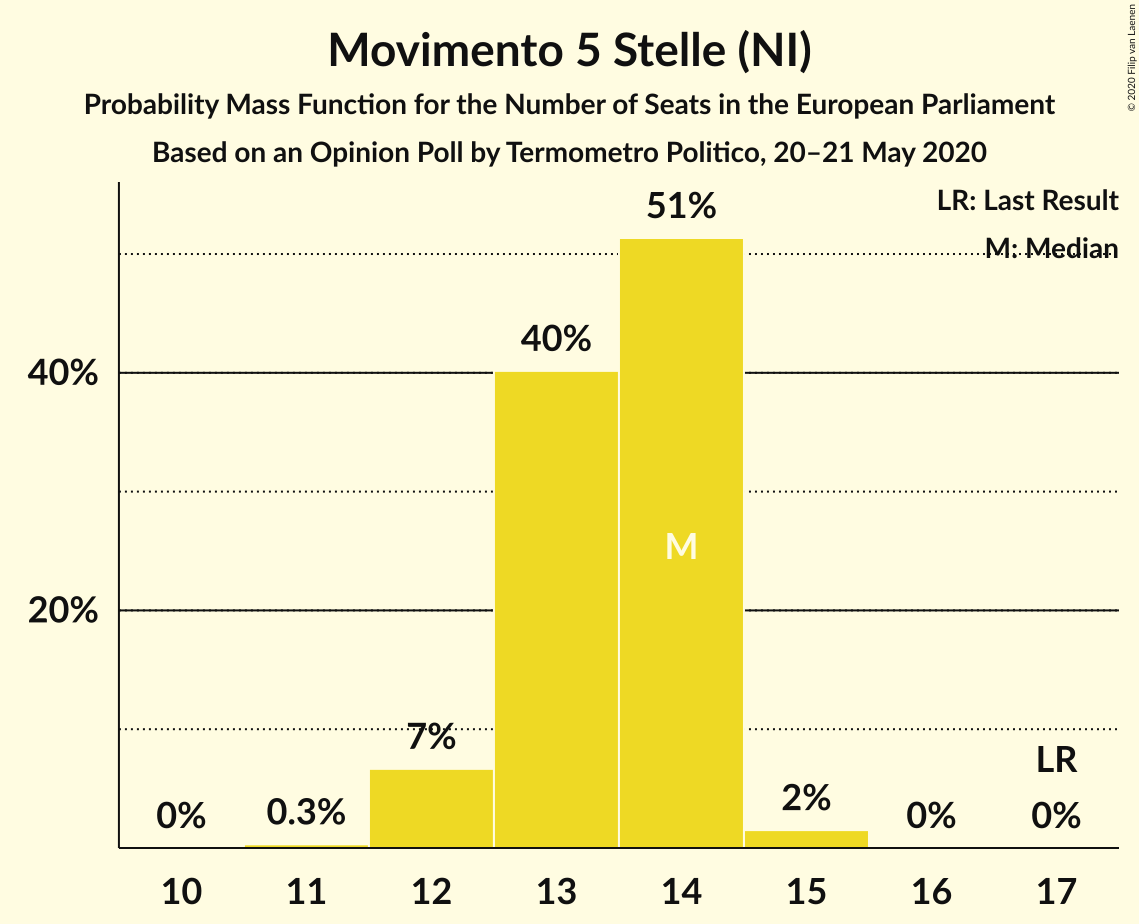 Movimento 5 Stelle (NI)
Probability Mass Function for the Number of Seats in the European Parliament
Based on an Opinion Poll by Termometro Politico, 20–21 May 2020
© 2020 Filip van Laenen
LR: Last Result
M: Median
51%
40%
40%
M
20%
7%
LR
0%
0.3%
2%
0%
0%
10
11
12
13
14
15
16
17